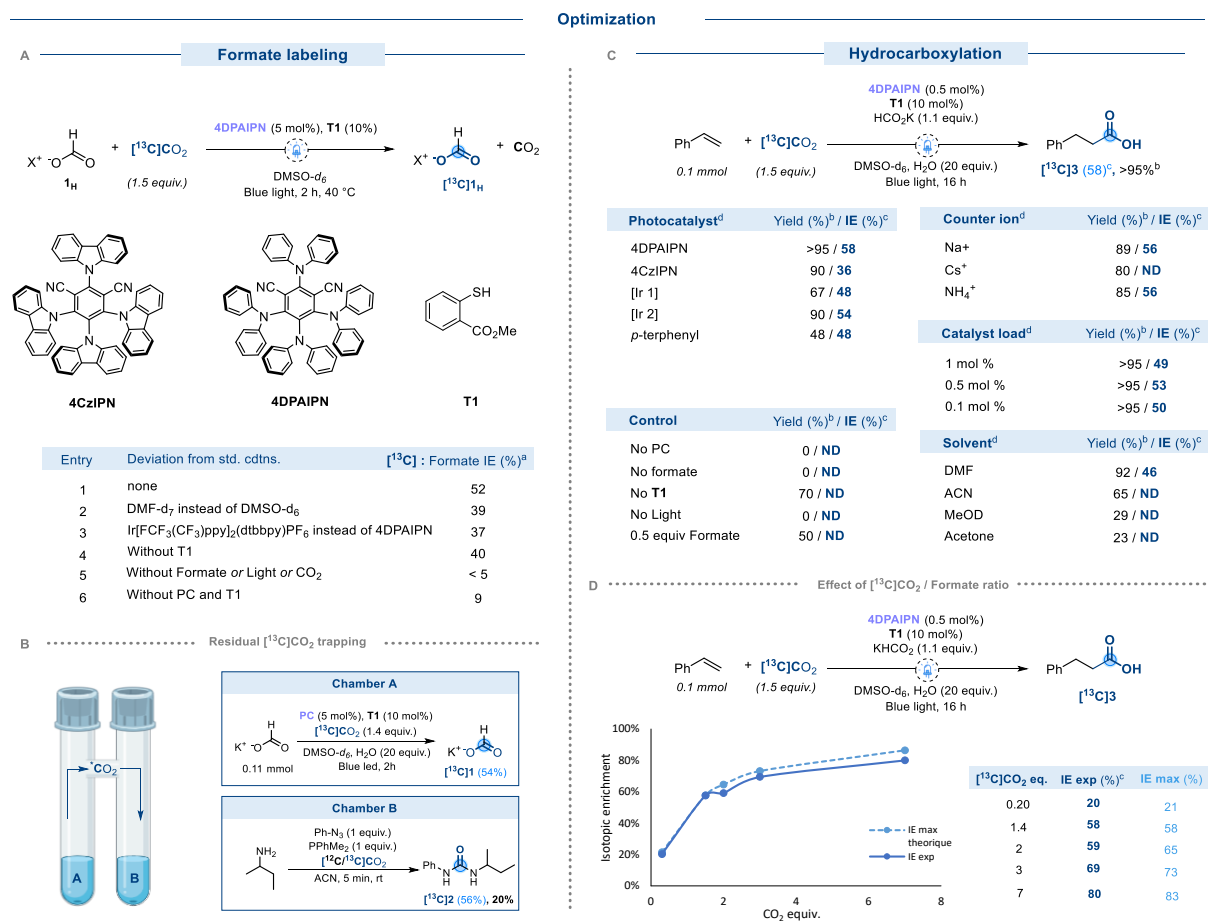 Optimization
A
Formate labeling
4DPAIPN (5 mol%), T1 (10%)
X⁺ ⁻O H O
+
[¹³C]CO₂
X⁺ ⁻O H O
+ CO₂
1H
(1.5 equiv.)
DMSO-d₆
Blue light, 2 h, 40 °C
[¹³C]1H
N
NC CN
N N
N
N
NC CN
N N
N
SH
CO₂Me
4CzIPN
4DPAIPN
T1
Entry Deviation from std. cdtns. [¹³C] : Formate IE (%)ᵃ
1 none 52
2 DMF-d₇ instead of DMSO-d₆ 39
3 Ir[FCF₃(CF₃)ppy]₂(dtbbpy)PF₆ instead of 4DPAIPN 37
4 Without T1 40
5 Without Formate or Light or CO₂ < 5
6 Without PC and T1 9
B
Residual [¹³C]CO₂ trapping
*CO₂
A
B
Chamber A
PC (5 mol%), T1 (10 mol%)
[¹³C]CO₂ (1.4 equiv.)
K⁺ ⁻O H O
K⁺ ⁻O H O
DMSO-d₆, H₂O (20 equiv.)
Blue led, 2h
0.11 mmol
[¹³C]1 (54%)
Chamber B
Ph-N₃ (1 equiv.)
PPhMe₂ (1 equiv.)
[¹²C/¹³C]CO₂
NH₂
ACN, 5 min, rt
O
Ph N H N H
[¹³C]2 (56%), 20%
C
Hydrocarboxylation
4DPAIPN (0.5 mol%)
T1 (10 mol%)
HCO₂K (1.1 equiv.)
Ph
+ [¹³C]CO₂
O
Ph OH
0.1 mmol
(1.5 equiv.)
DMSO-d₆, H₂O (20 equiv.)
Blue light, 16 h
[¹³C]3 (58)ᶜ, >95%ᵇ
Photocatalystᵈ Yield (%)ᵇ / IE (%)ᶜ
4DPAIPN >95 / 58
4CzIPN 90 / 36
[Ir 1] 67 / 48
[Ir 2] 90 / 54
p-terphenyl 48 / 48
Counter ionᵈ Yield (%)ᵇ / IE (%)ᶜ
Na+ 89 / 56
Cs⁺ 80 / ND
NH₄⁺ 85 / 56
Catalyst loadᵈ Yield (%)ᵇ / IE (%)ᶜ
1 mol % >95 / 49
0.5 mol % >95 / 53
0.1 mol % >95 / 50
Control Yield (%)ᵇ / IE (%)ᶜ
No PC 0 / ND
No formate 0 / ND
No T1 70 / ND
No Light 0 / ND
0.5 equiv Formate 50 / ND
Solventᵈ Yield (%)ᵇ / IE (%)ᶜ
DMF 92 / 46
ACN 65 / ND
MeOD 29 / ND
Acetone 23 / ND
D
Effect of [¹³C]CO₂ / Formate ratio
4DPAIPN (0.5 mol%)
T1 (10 mol%)
KHCO₂ (1.1 equiv.)
Ph
+ [¹³C]CO₂
O
Ph OH
0.1 mmol
(1.5 equiv.)
DMSO-d₆, H₂O (20 equiv.)
Blue light, 16 h
[¹³C]3
Isotopic enrichment
100%
80%
60%
40%
20%
0%
0 2 4 6 8
CO₂ equiv.
IE max
theorique
IE exp
[¹³C]CO₂ eq. IE exp (%)ᶜ IE max (%)
0.20 20 21
1.4 58 58
2 59 65
3 69 73
7 80 83